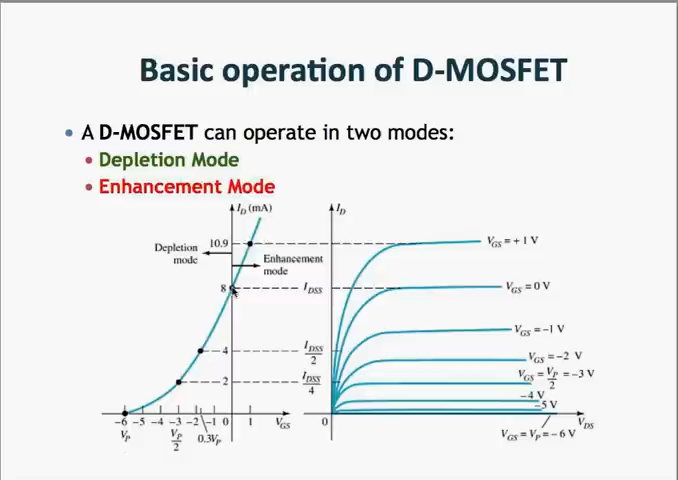 Basic operation of D-MOSFET
• A D-MOSFET can operate in two modes:
• Depletion Mode
• Enhancement Mode
I_D (mA)
I_D
10.9
Depletion
mode
Enhancement
mode
V_GS = + 1 V
8
I_DSS
V_GS = 0 V
V_GS = −1 V
4
I_DSS/2
V_GS = −2 V
2
I_DSS/4
V_GS = V_P/2 = −3 V
−4 V
−5 V
−6 −5 −4 −3 −2 −1 0 1 V_GS
0 V_DS
V_P V_P/2 0.3V_P
V_GS = V_P = −6 V